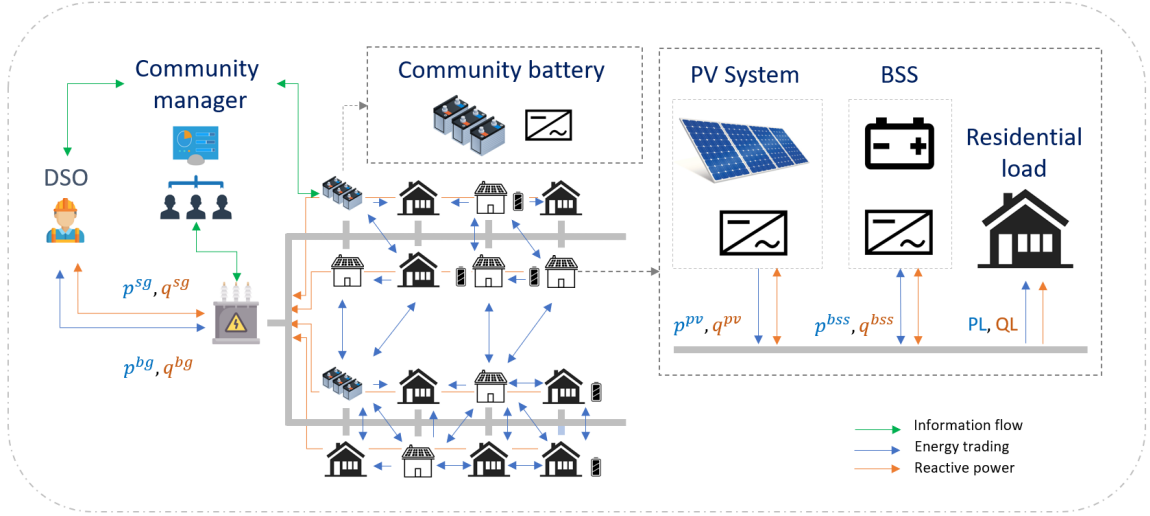 Community
manager
DSO
Community battery
PV System
BSS
Residential
load
p^{sg}, q^{sg}
p^{bg}, q^{bg}
p^{pv}, q^{pv}
p^{bss}, q^{bss}
PL, QL
Information flow
Energy trading
Reactive power